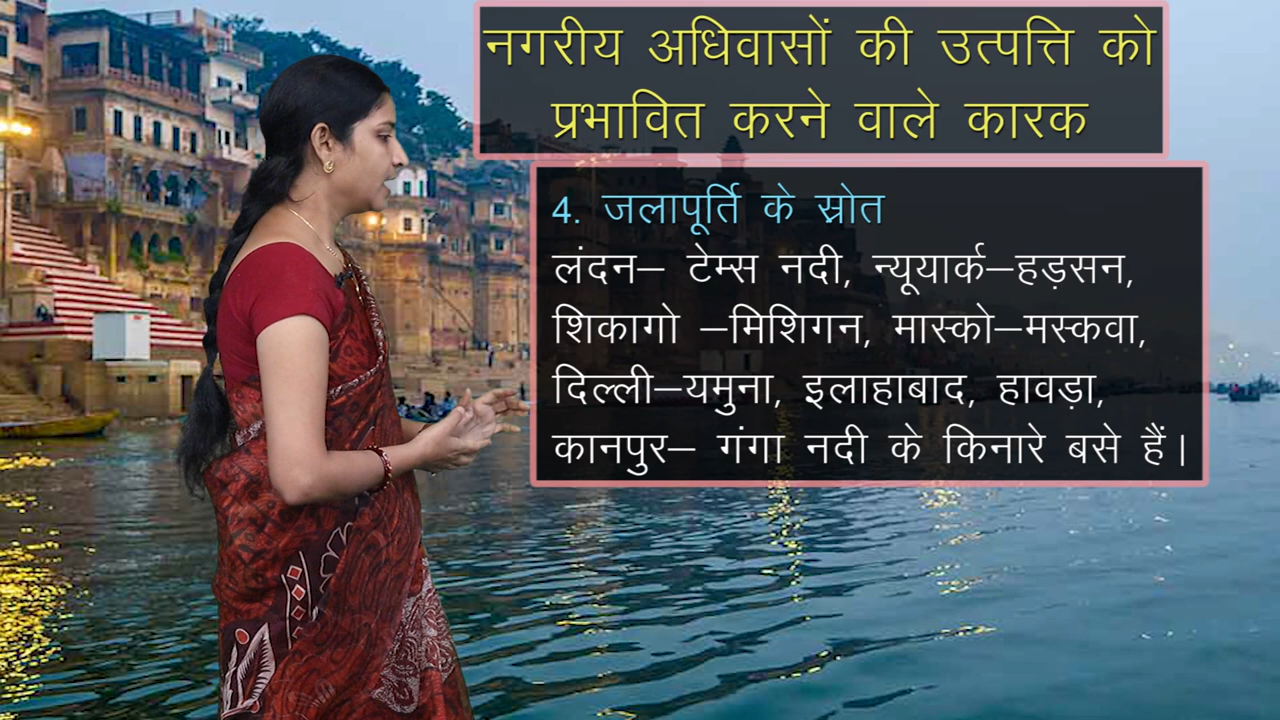 नगरीय अधिवासों की उत्पत्ति को
प्रभावित करने वाले कारक
4. जलापूर्ति के स्रोत
लंदन– टेम्स नदी, न्यूयार्क–हड़सन,
शिकागो –मिशिगन, मास्को–मस्कवा,
दिल्ली–यमुना, इलाहाबाद, हावड़ा,
कानपुर– गंगा नदी के किनारे बसे हैं।